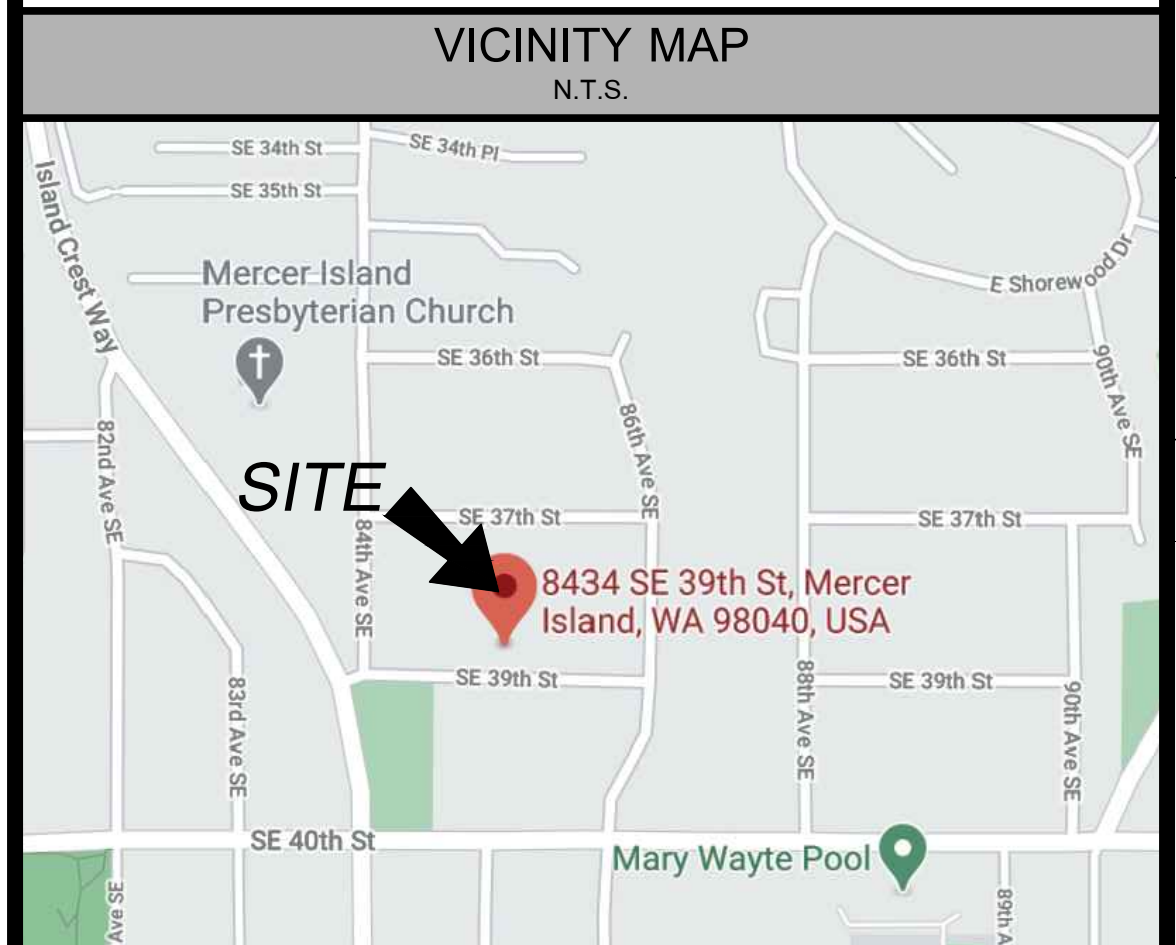 VICINITY MAP
N.T.S.
SE 34th St
SE 34th Pl
SE 35th St
Island Crest Way
Mercer Island
Presbyterian Church
E Shorewood Dr
SE 36th St
SE 36th St
90th Ave SE
82nd Ave SE
86th Ave SE
SITE
84th Ave SE
SE 37th St
SE 37th St
8434 SE 39th St, Mercer
Island, WA 98040, USA
SE 39th St
SE 39th St
83rd Ave SE
88th Ave SE
90th Ave SE
SE 40th St
Mary Wayte Pool
Ave SE
89th A